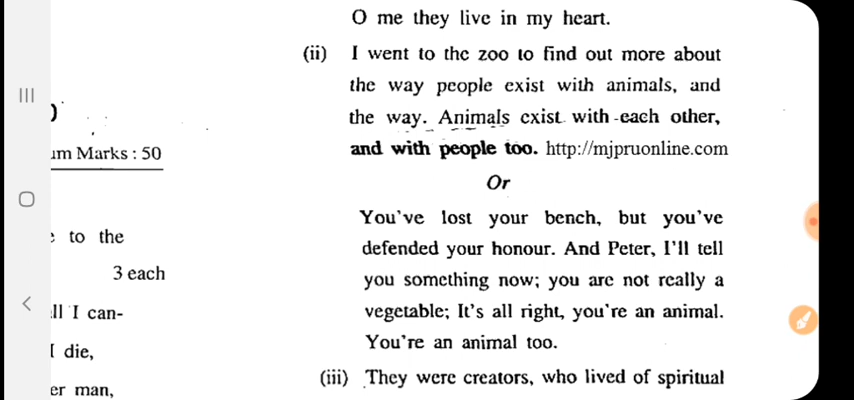 O me they live in my heart.
(ii) I went to the zoo to find out more about
the way people exist with animals, and
the way. Animals exist with each other,
and with people too. http://mjpruonline.com
Or
You've lost your bench, but you've
defended your honour. And Peter, I'll tell
you something now; you are not really a
vegetable; It's all right, you're an animal.
You're an animal too.
(iii) They were creators, who lived of spiritual
Marks : 50
to the
3 each
I can-
I die,
man,